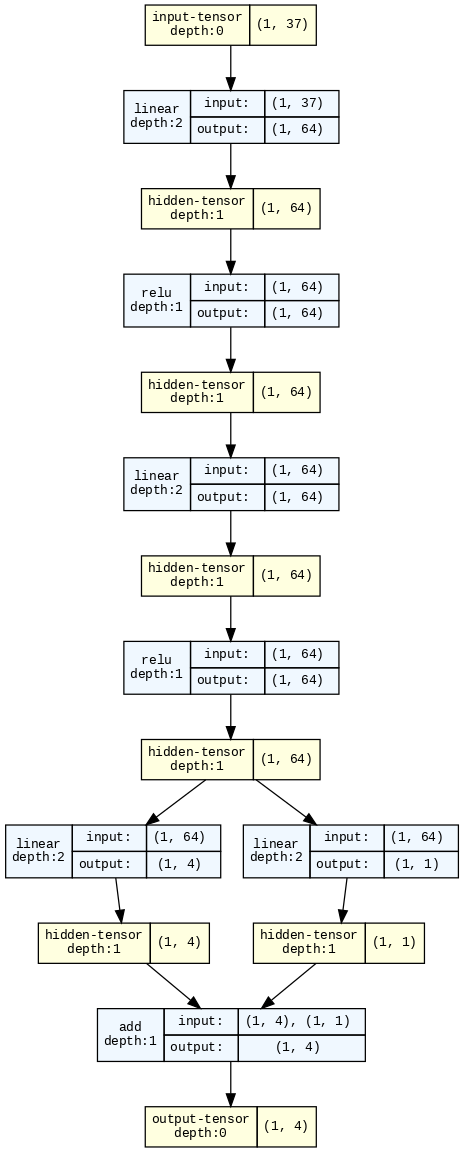 input-tensor
depth:0
(1, 37)
linear
depth:2
input:
(1, 37)
output:
(1, 64)
hidden-tensor
depth:1
(1, 64)
relu
depth:1
input:
(1, 64)
output:
(1, 64)
hidden-tensor
depth:1
(1, 64)
linear
depth:2
input:
(1, 64)
output:
(1, 64)
hidden-tensor
depth:1
(1, 64)
relu
depth:1
input:
(1, 64)
output:
(1, 64)
hidden-tensor
depth:1
(1, 64)
linear
depth:2
input:
(1, 64)
output:
(1, 4)
linear
depth:2
input:
(1, 64)
output:
(1, 1)
hidden-tensor
depth:1
(1, 4)
hidden-tensor
depth:1
(1, 1)
add
depth:1
input:
(1, 4), (1, 1)
output:
(1, 4)
output-tensor
depth:0
(1, 4)